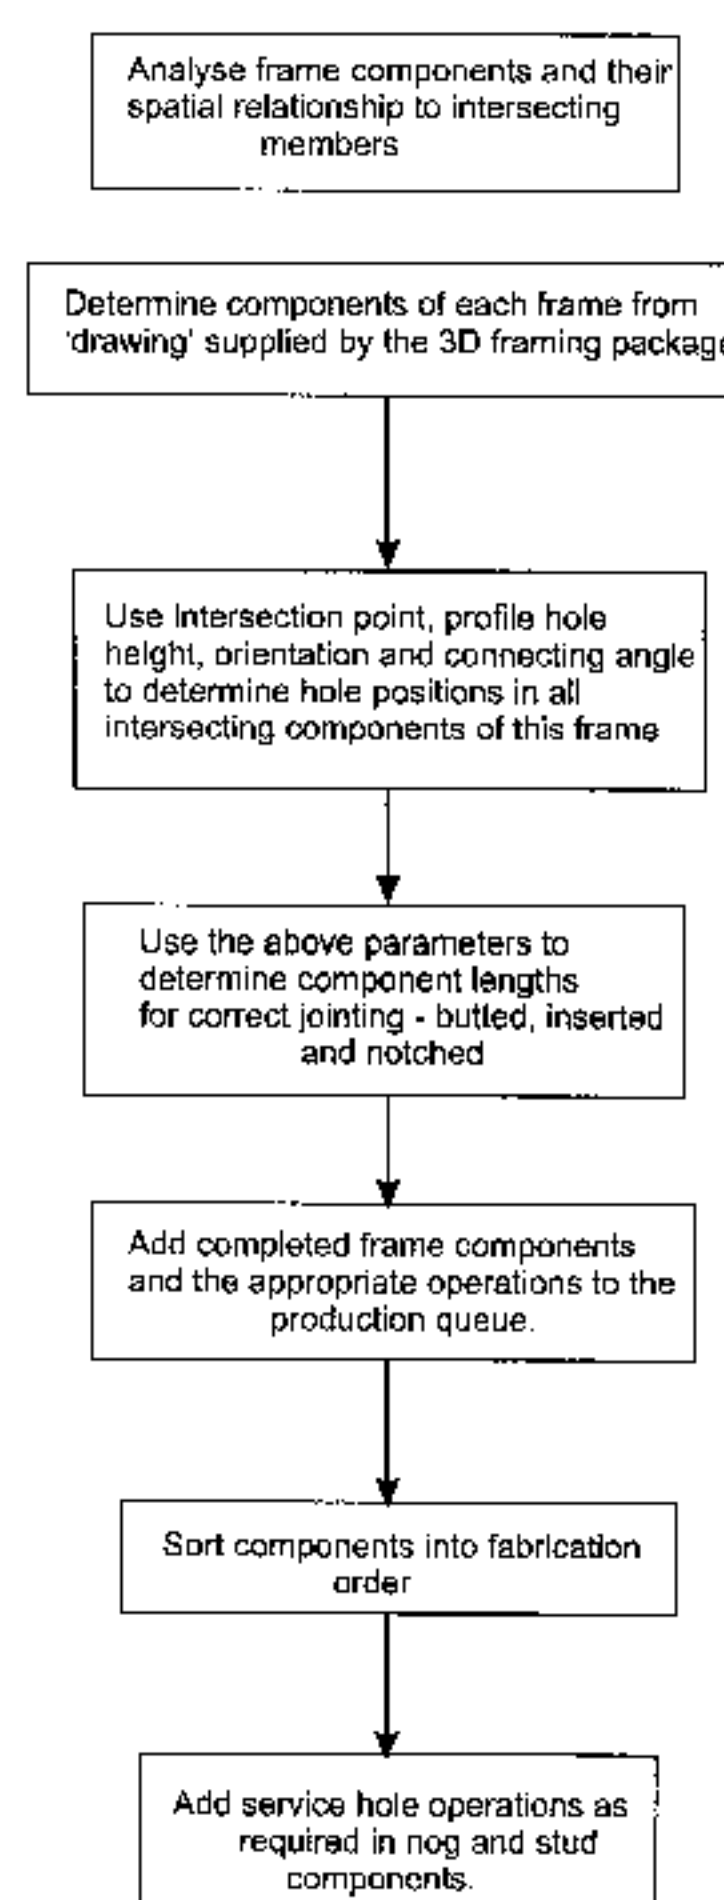 Analyse frame components and their
spatial relationship to intersecting
members
Determine components of each frame from
'drawing' supplied by the 3D framing package
Use Intersection point, profile hole
height, orientation and connecting angle
to determine hole positions in all
intersecting components of this frame
Use the above parameters to
determine component lengths
for correct jointing - butted, inserted
and notched
Add completed frame components
and the appropriate operations to the
production queue.
Sort components into fabrication
order
Add service hole operations as
required in nog and stud
components.